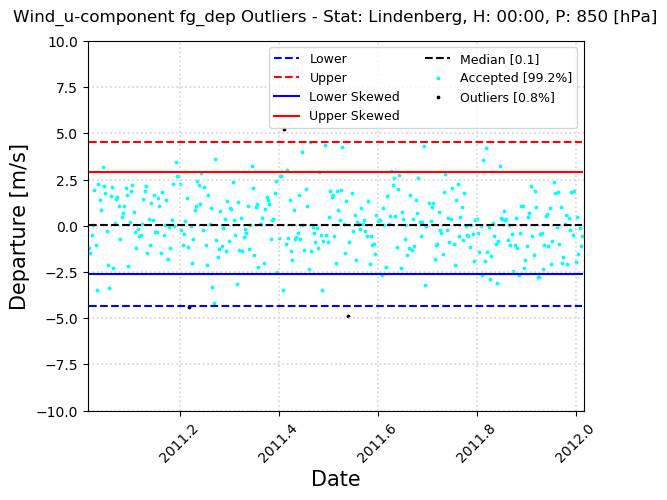 Wind_u-component fg_dep Outliers - Stat: Lindenberg, H: 00:00, P: 850 [hPa]
Departure [m/s]
10.0
7.5
5.0
2.5
0.0
−2.5
−5.0
−7.5
−10.0
Lower
Upper
Lower Skewed
Upper Skewed
Median [0.1]
Accepted [99.2%]
Outliers [0.8%]
2011.2
2011.4
2011.6
2011.8
2012.0
Date